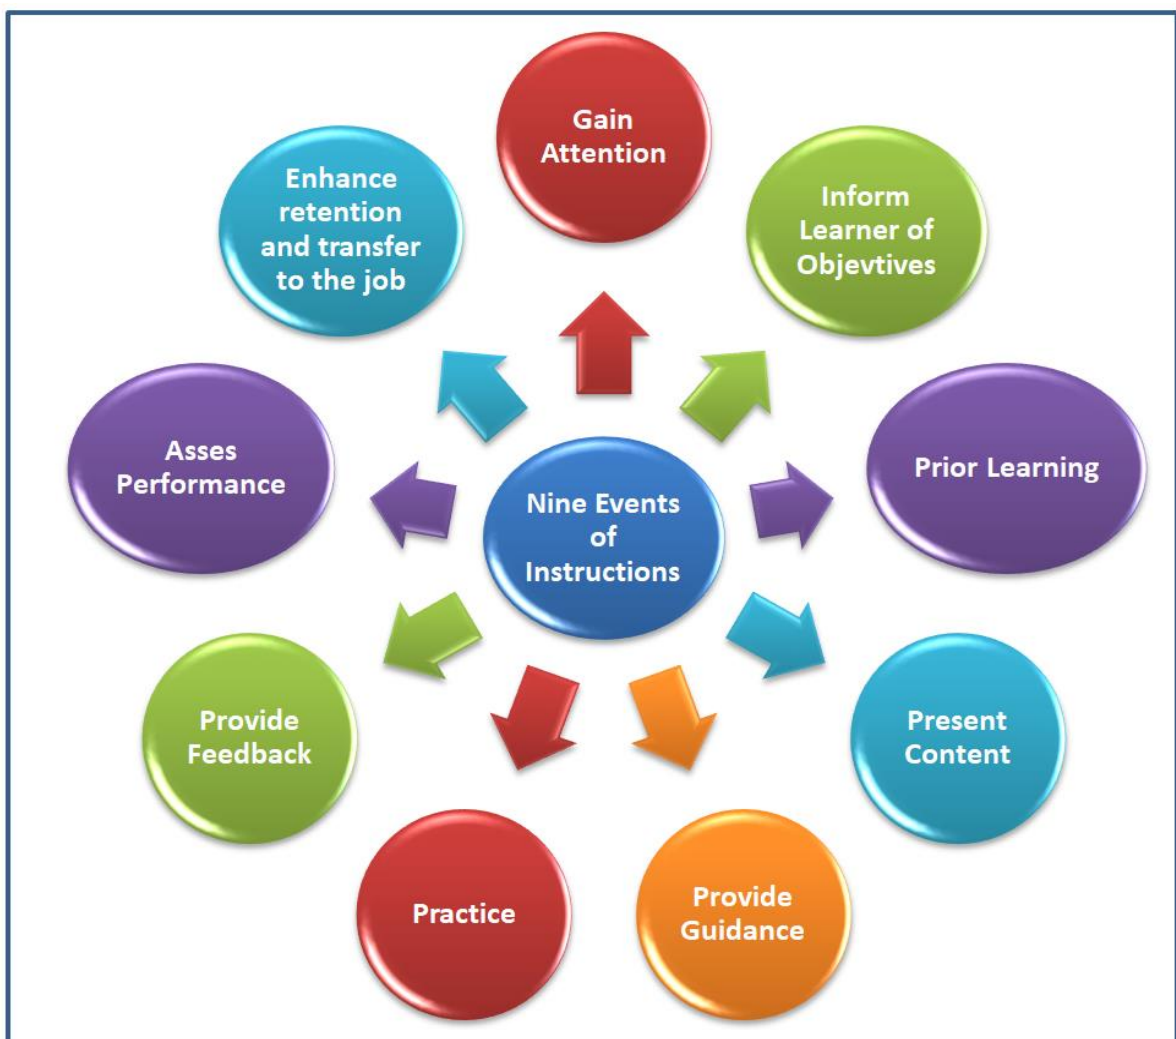 Gain
Attention
Inform
Learner of
Objevtives
Prior Learning
Present
Content
Provide
Guidance
Practice
Provide
Feedback
Asses
Performance
Enhance
retention
and transfer
to the job
Nine Events
of
Instructions